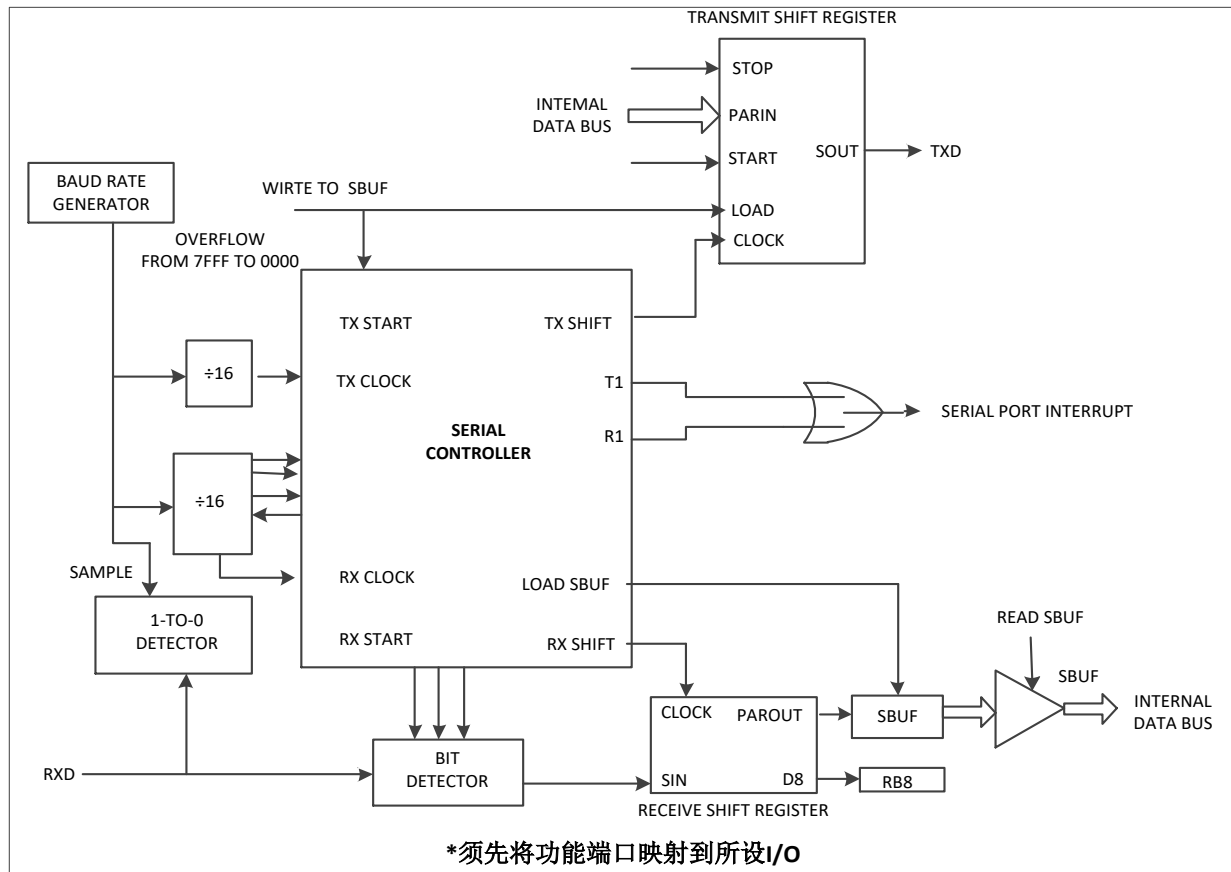 TRANSMIT SHIFT REGISTER
STOP
INTEMAL
DATA BUS
PARIN
START
SOUT
TXD
BAUD RATE
GENERATOR
WIRTE TO SBUF
LOAD
CLOCK
OVERFLOW
FROM 7FFF TO 0000
TX START
TX SHIFT
÷16
TX CLOCK
T1
SERIAL PORT INTERRUPT
SERIAL
CONTROLLER
R1
÷16
SAMPLE
RX CLOCK
LOAD SBUF
1-TO-0
DETECTOR
RX START
RX SHIFT
READ SBUF
SBUF
CLOCK
PAROUT
SBUF
INTERNAL
DATA BUS
RXD
BIT
DETECTOR
SIN
D8
RB8
RECEIVE SHIFT REGISTER
*须先将功能端口映射到所设I/O